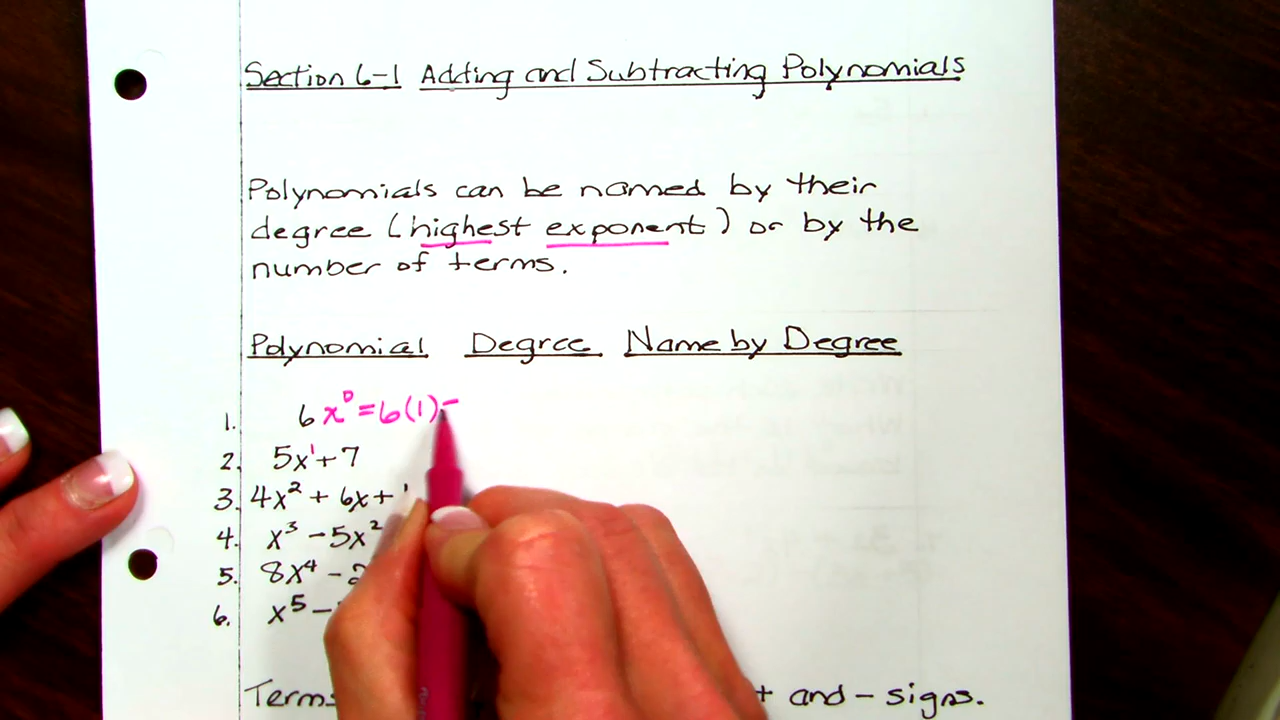 Section 6-1 Adding and Subtracting Polynomials
Polynomials can be named by their
degree (highest exponent) or by the
number of terms.
Polynomial Degree Name by Degree
1. 6x⁰ = 6(1) =
2. 5x¹ + 7
3. 4x² + 6x +
4. x³ - 5x²
5. 8x⁴ - 2
6. x⁵ -
Terms + and - signs.